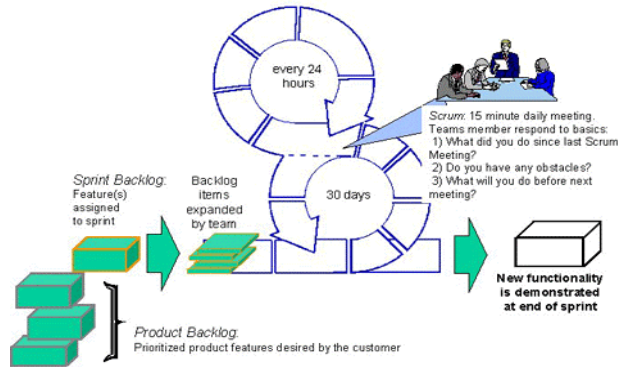 every 24
hours
Scrum: 15 minute daily meeting.
Teams member respond to basics:
1) What did you do since last Scrum
Meeting?
2) Do you have any obstacles?
3) What will you do before next
meeting?
Sprint Backlog:
Feature(s)
assigned
to sprint
Backlog
items
expanded
by team
30 days
New functionality
is demonstrated
at end of sprint
Product Backlog:
Prioritized product features desired by the customer